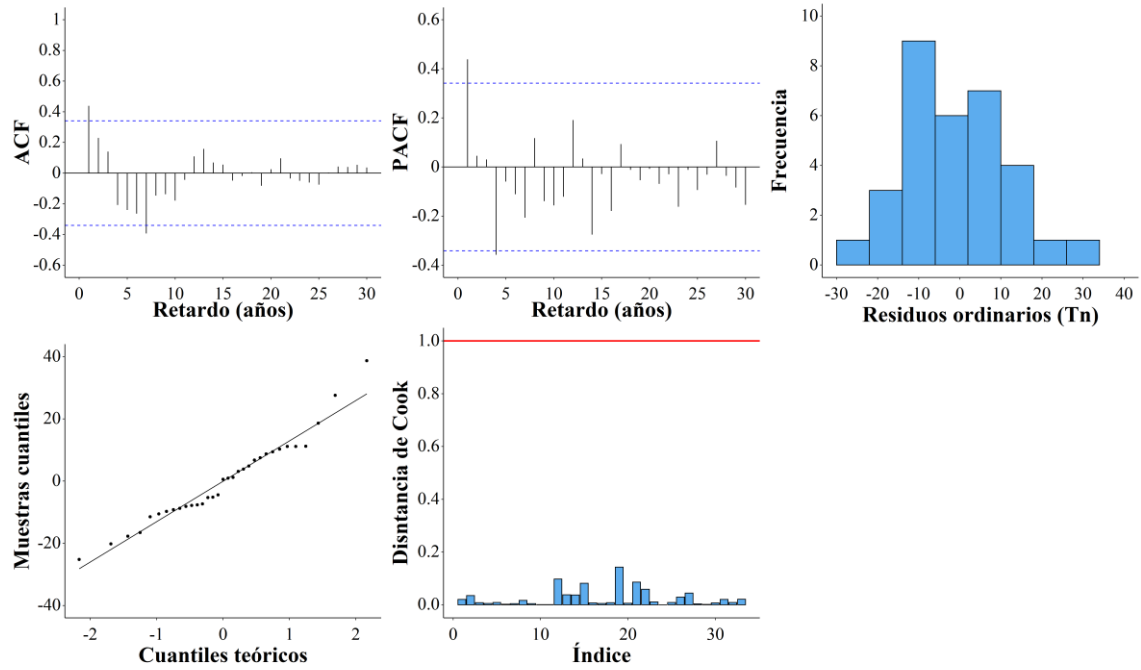 1
0.8
0.6
0.4
0.2
0
-0.2
-0.4
-0.6
ACF
0 5 10 15 20 25 30
Retardo (años)
0.6
0.4
0.2
0
-0.2
-0.4
PACF
0 5 10 15 20 25 30
Retardo (años)
10
8
6
4
2
0
Frecuencia
-30 -20 -10 0 10 20 30 40
Residuos ordinarios (Tn)
40
20
0
-20
-40
Muestras cuantiles
-2 -1 0 1 2
Cuantiles teóricos
1.0
0.8
0.6
0.4
0.2
0.0
Disntancia de Cook
0 10 20 30
Índice